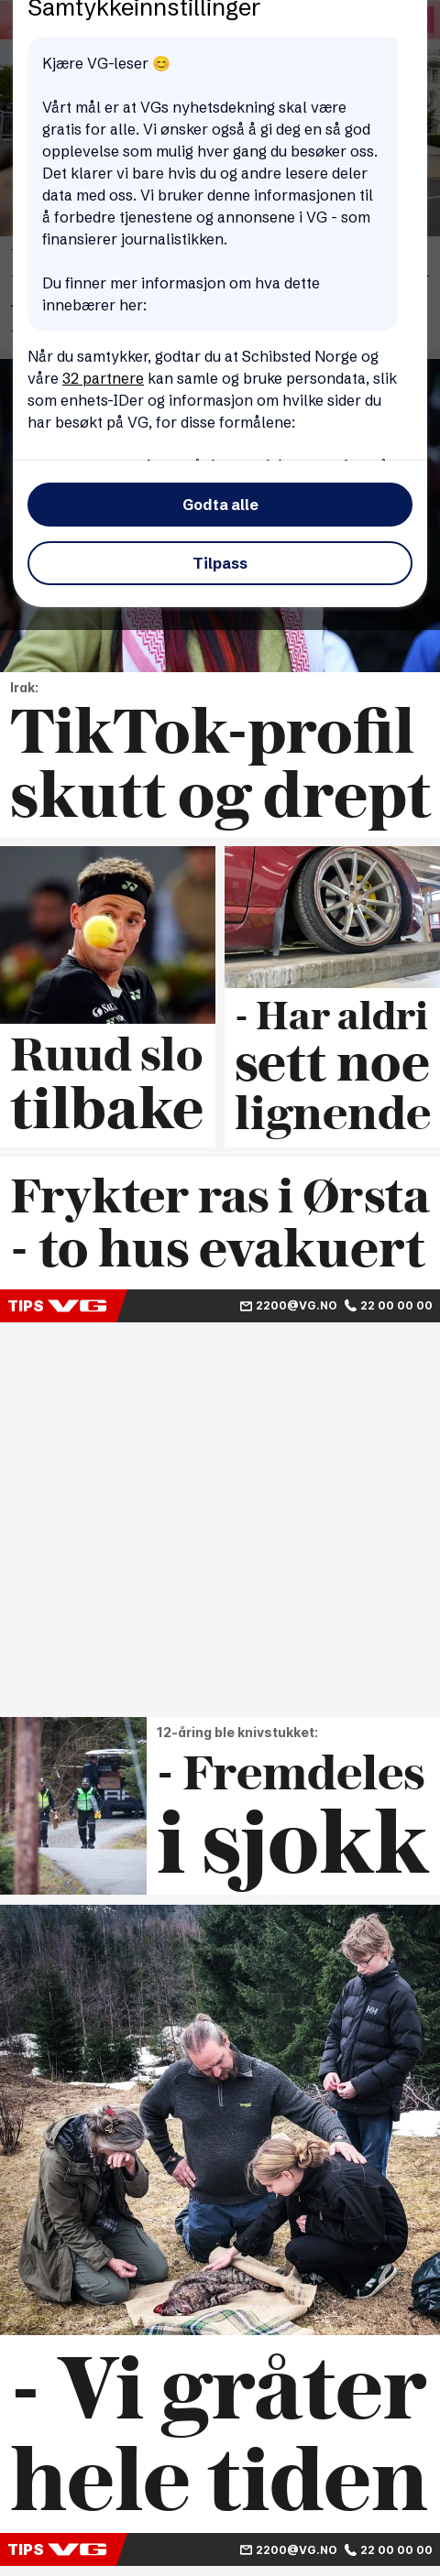 Samtykkeinnstillinger
Kjære VG-leser 😊
Vårt mål er at VGs nyhetsdekning skal være
gratis for alle. Vi ønsker også å gi deg en så god
opplevelse som mulig hver gang du besøker oss.
Det klarer vi bare hvis du og andre lesere deler
data med oss. Vi bruker denne informasjonen til
å forbedre tjenestene og annonsene i VG - som
finansierer journalistikken.
Du finner mer informasjon om hva dette
innebærer her:
Når du samtykker, godtar du at Schibsted Norge og
våre 32 partnere kan samle og bruke persondata, slik
som enhets-IDer og informasjon om hvilke sider du
har besøkt på VG, for disse formålene:
Godta alle
Tilpass
Irak:
TikTok-profil
skutt og drept
Ruud slo
tilbake
- Har aldri
sett noe
lignende
Frykter ras i Ørsta
- to hus evakuert
TIPS VG 2200@VG.NO 22 00 00 00
12-åring ble knivstukket:
- Fremdeles
i sjokk
- Vi gråter
hele tiden
TIPS VG 2200@VG.NO 22 00 00 00